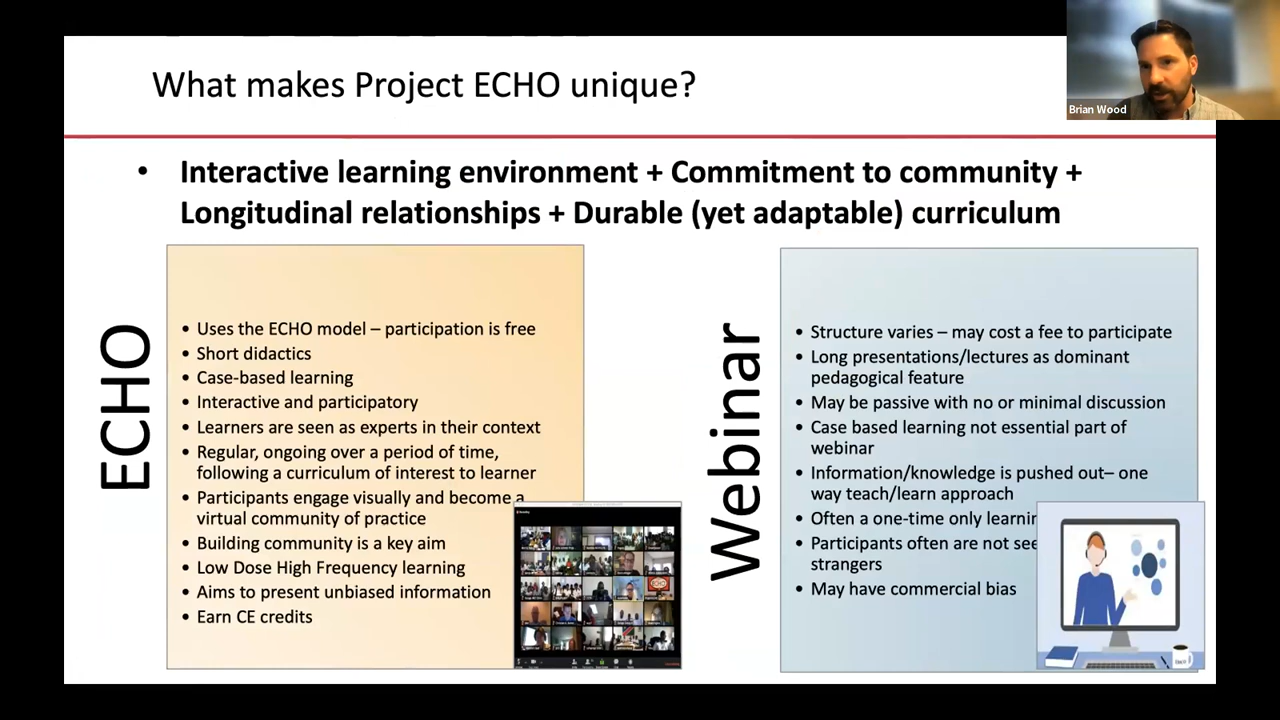 What makes Project ECHO unique?
Brian Wood
• Interactive learning environment + Commitment to community +
Longitudinal relationships + Durable (yet adaptable) curriculum
ECHO
• Uses the ECHO model – participation is free
• Short didactics
• Case-based learning
• Interactive and participatory
• Learners are seen as experts in their context
• Regular, ongoing over a period of time,
following a curriculum of interest to learner
• Participants engage visually and become a
virtual community of practice
• Building community is a key aim
• Low Dose High Frequency learning
• Aims to present unbiased information
• Earn CE credits
Webinar
• Structure varies – may cost a fee to participate
• Long presentations/lectures as dominant
pedagogical feature
• May be passive with no or minimal discussion
• Case based learning not essential part of
webinar
• Information/knowledge is pushed out– one
way teach/learn approach
• Often a one-time only learnin
• Participants often are not see
strangers
• May have commercial bias